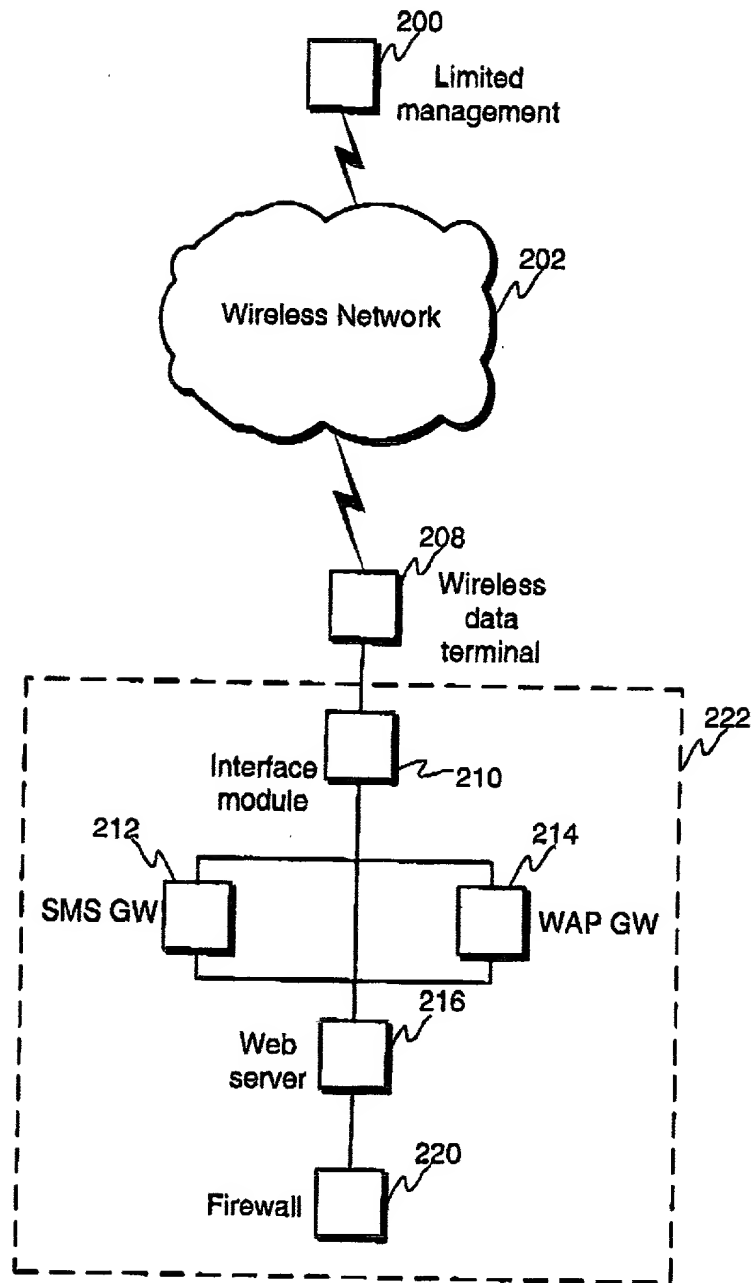 200
Limited
management
202
Wireless Network
208
Wireless
data
terminal
222
Interface
module
210
212
214
SMS GW
WAP GW
216
Web
server
220
Firewall